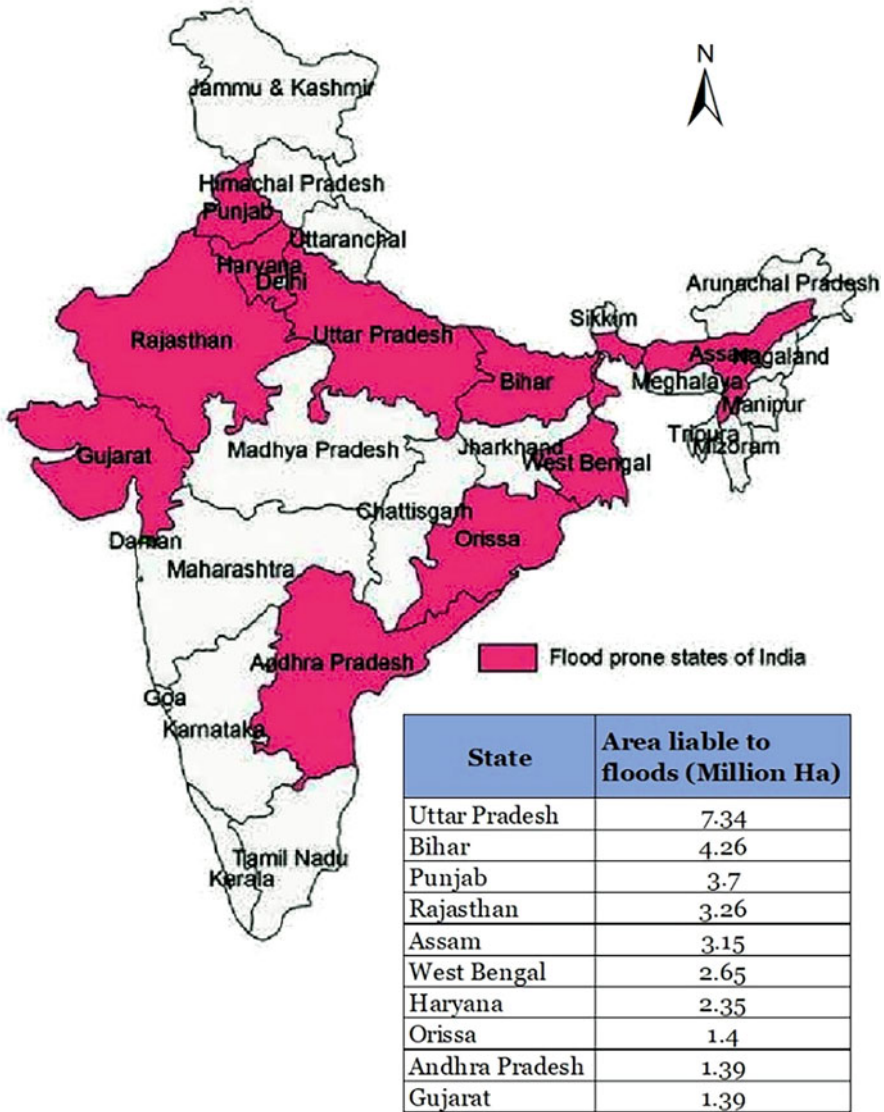 N
Jammu & Kashmir
Himachal Pradesh
Punjab
Uttaranchal
Haryana
Delhi
Arunachal Pradesh
Sikkim
Rajasthan
Uttar Pradesh
Assam
Nagaland
Bihar
Meghalaya
Manipur
Tripura
Mizoram
Gujarat
Madhya Pradesh
Jharkhand
West Bengal
Chattisgarh
Orissa
Daman
Maharashtra
Andhra Pradesh
Flood prone states of India
Goa
Karnataka
Tamil Nadu
Kerala
State Area liable to
floods (Million Ha)
Uttar Pradesh 7.34
Bihar 4.26
Punjab 3.7
Rajasthan 3.26
Assam 3.15
West Bengal 2.65
Haryana 2.35
Orissa 1.4
Andhra Pradesh 1.39
Gujarat 1.39